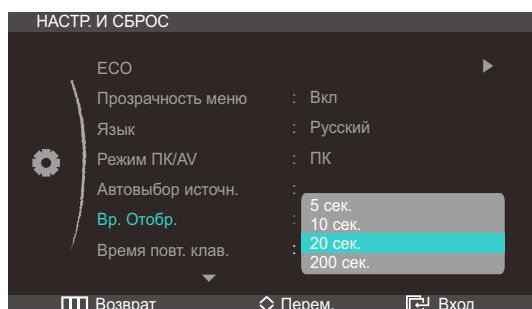 НАСТР. И СБРОС
ECO
Прозрачность меню : Вкл
Язык : Русский
Режим ПК/AV : ПК
Автовыбор источн. :
Вр. Отобр. :
Время повт. клав. :
5 сек.
10 сек.
20 сек.
200 сек.
Возврат Перем. Вход